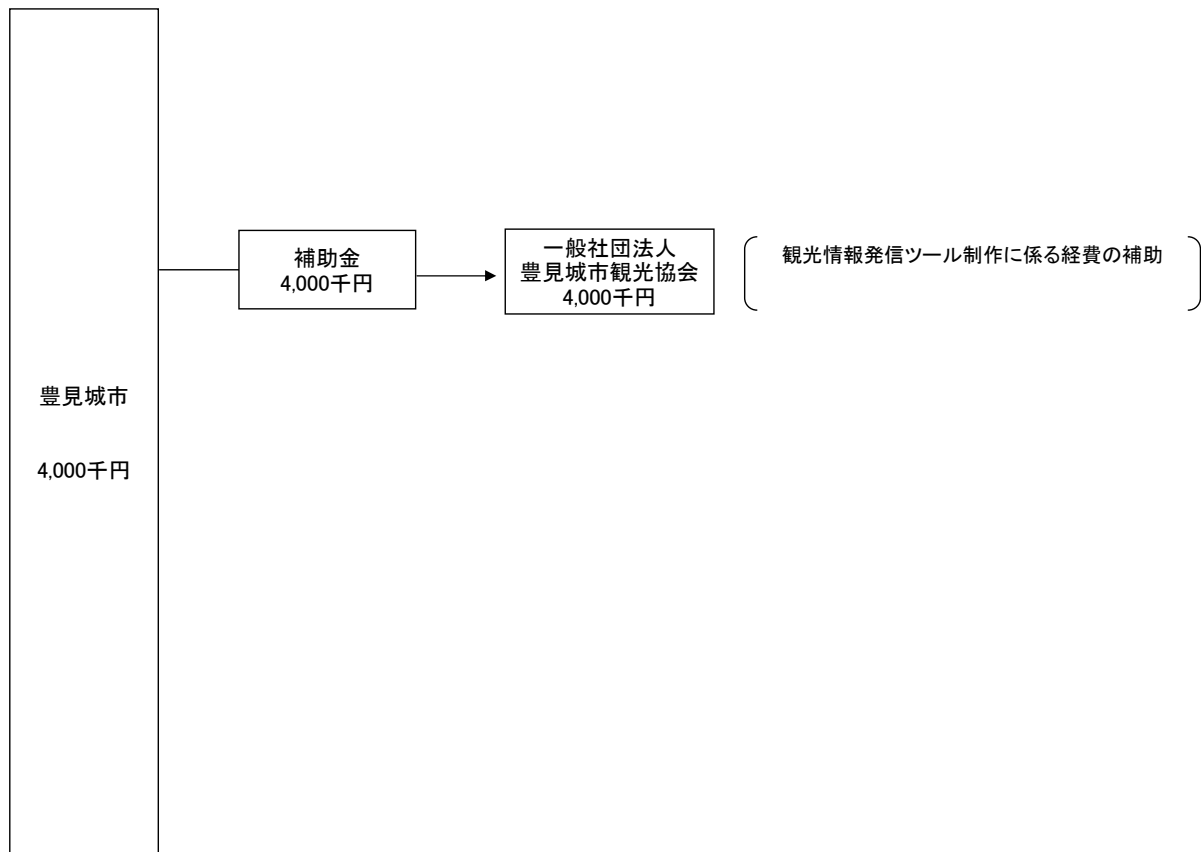 補助金
4,000千円
一般社団法人
豊見城市観光協会
4,000千円
観光情報発信ツール制作に係る経費の補助
豊見城市
4,000千円